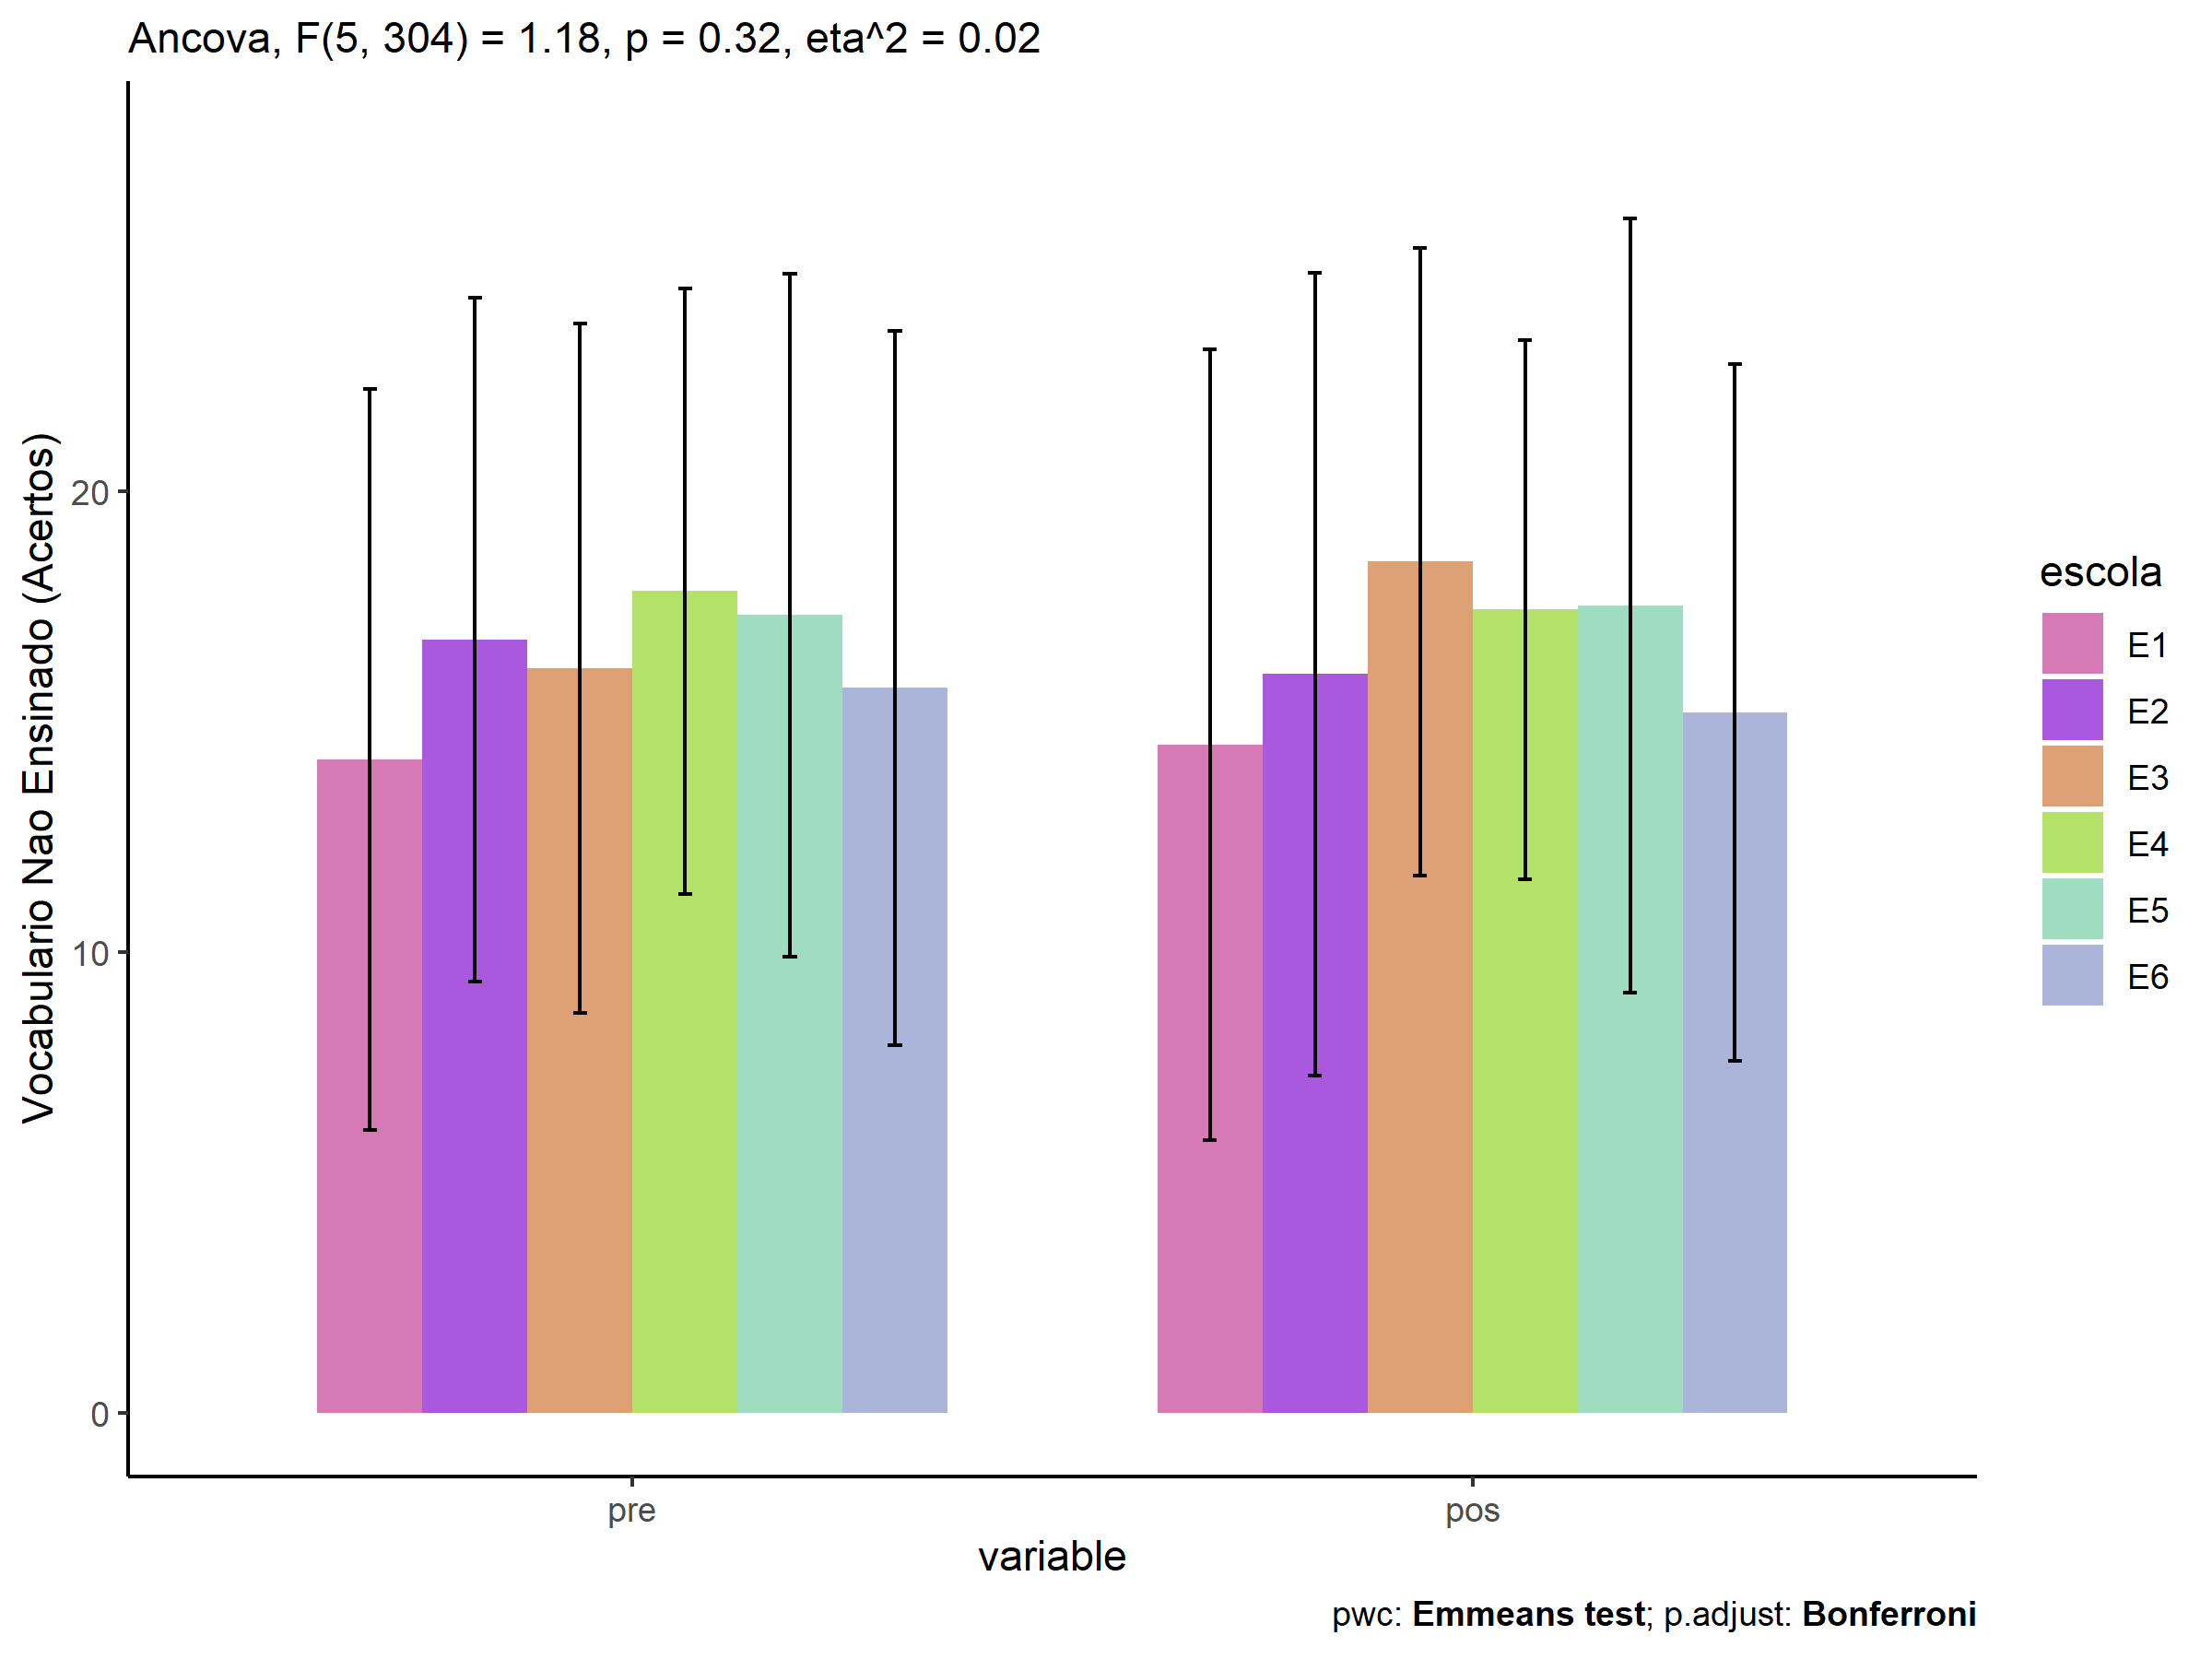 Ancova, F(5, 304) = 1.18, p = 0.32, eta^2 = 0.02
Vocabulario Nao Ensinado (Acertos)
20
10
0
pre
pos
variable
escola
E1
E2
E3
E4
E5
E6
pwc: Emmeans test; p.adjust: Bonferroni